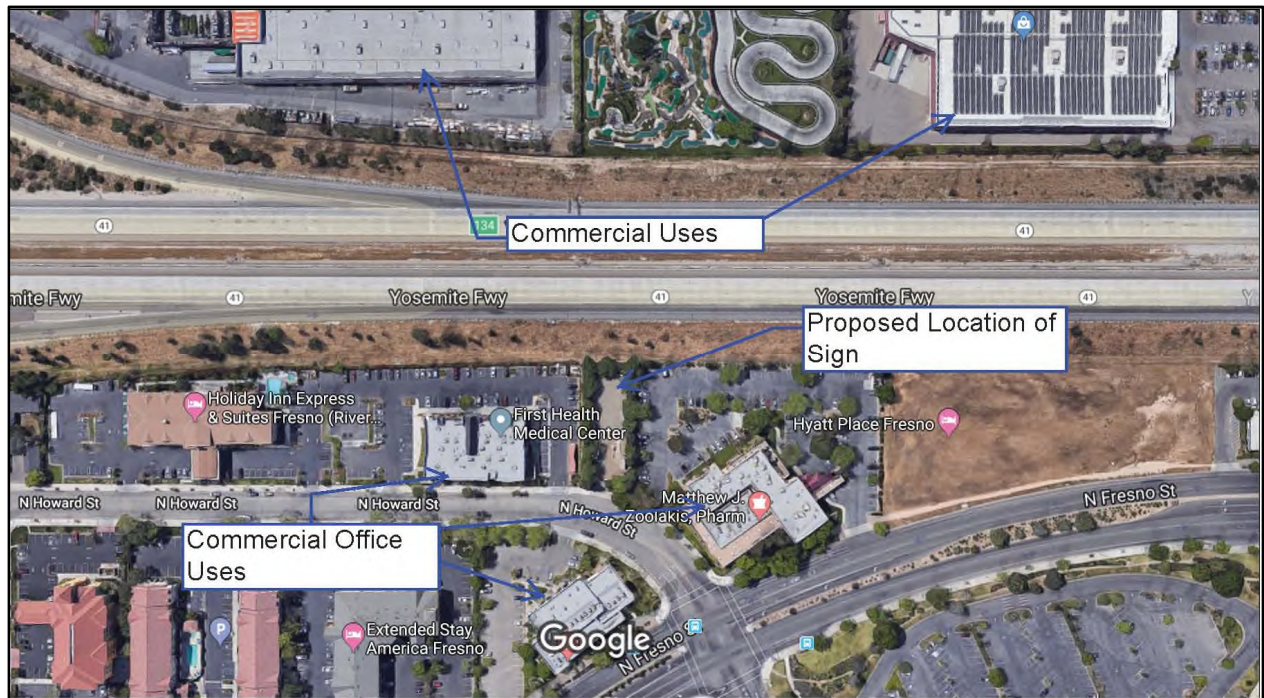 41
134
Commercial Uses
41
mite Fwy
41
Yosemite Fwy
41
Yosemite Fwy
41
Y
Proposed Location of
Sign
Holiday Inn Express
& Suites Fresno (River...
First Health
Medical Center
Hyatt Place Fresno
Matthew J.
Zoolakis, Pharm
N Howard St
N Howard St
N Howard St
N Howard St
N Fresno St
Commercial Office
Uses
P
Extended Stay
America Fresno
Google
N Fresno S